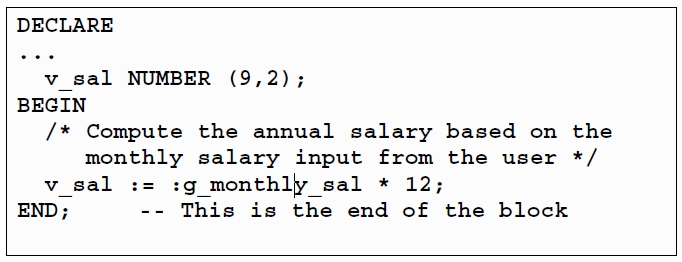 DECLARE
...
  v_sal NUMBER (9,2);
BEGIN
  /* Compute the annual salary based on the
     monthly salary input from the user */
  v_sal := :g_monthly_sal * 12;
END;     -- This is the end of the block